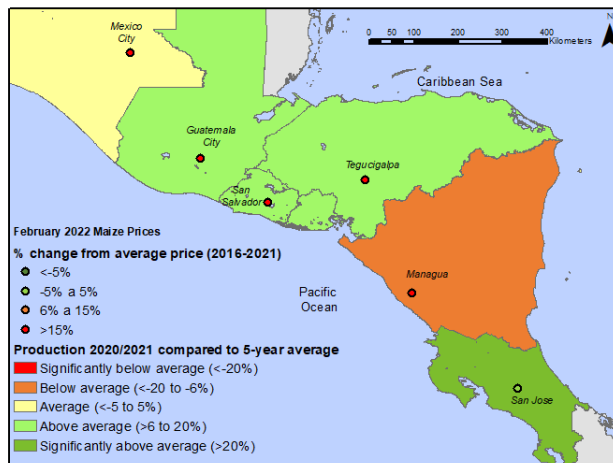 Mexico
City
0 50 100 200 300 400
Kilometers
N
Caribbean Sea
Guatemala
City
Tegucigalpa
San
Salvador
February 2022 Maize Prices
% change from average price (2016-2021)
<-5%
-5% a 5%
6% a 15%
>15%
Managua
Pacific
Ocean
Production 2020/2021 compared to 5-year average
Significantly below average (<-20%)
Below average (<-20 to -6%)
Average (<-5 to 5%)
Above average (>6 to 20%)
Significantly above average (>20%)
San Jose